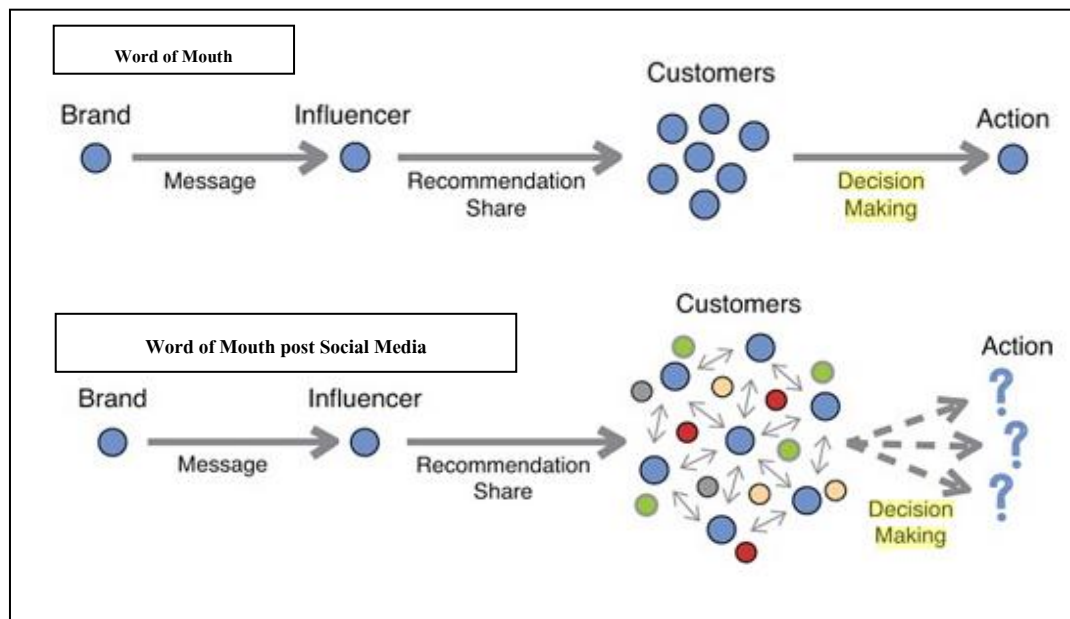 Word of Mouth
Customers
Brand
Influencer
Action
Message
Recommendation
Share
Decision
Making
Customers
Word of Mouth post Social Media
Action
Brand
Influencer
? 
?
?
Message
Recommendation
Share
Decision
Making